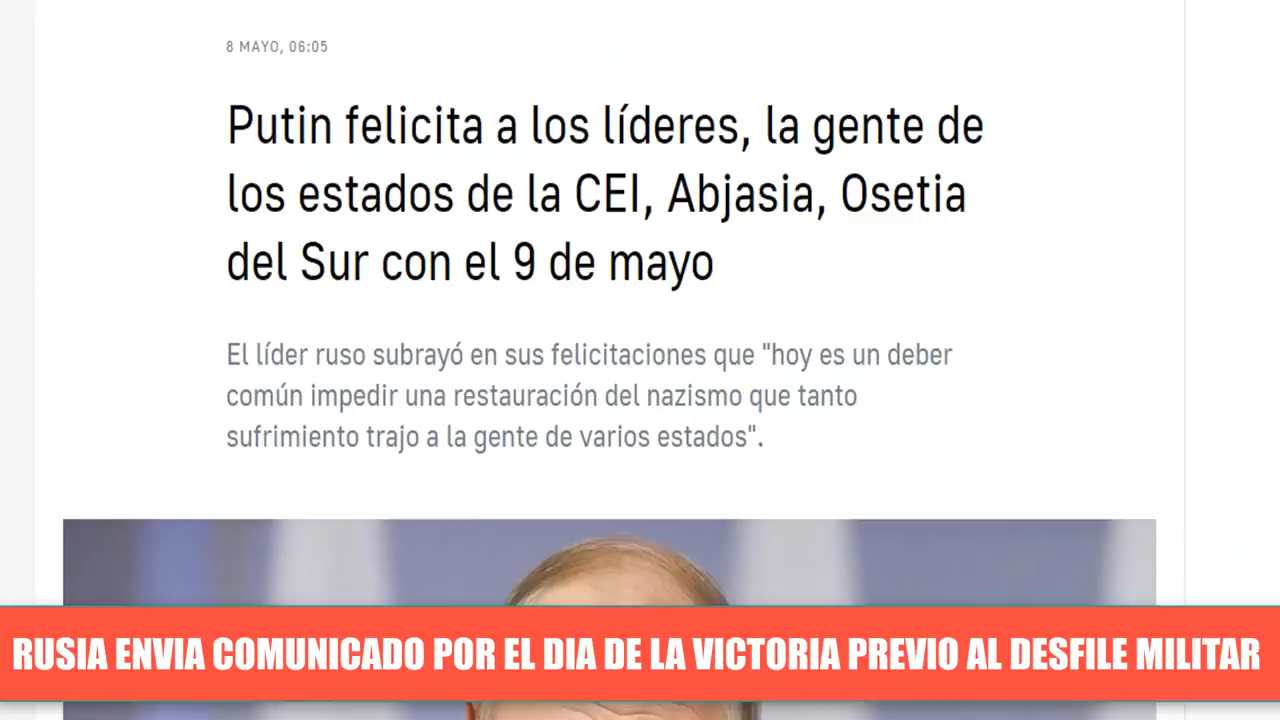 8 MAYO, 06:05
Putin felicita a los líderes, la gente de
los estados de la CEI, Abjasia, Osetia
del Sur con el 9 de mayo
El líder ruso subrayó en sus felicitaciones que "hoy es un deber
común impedir una restauración del nazismo que tanto
sufrimiento trajo a la gente de varios estados".
RUSIA ENVIA COMUNICADO POR EL DIA DE LA VICTORIA PREVIO AL DESFILE MILITAR